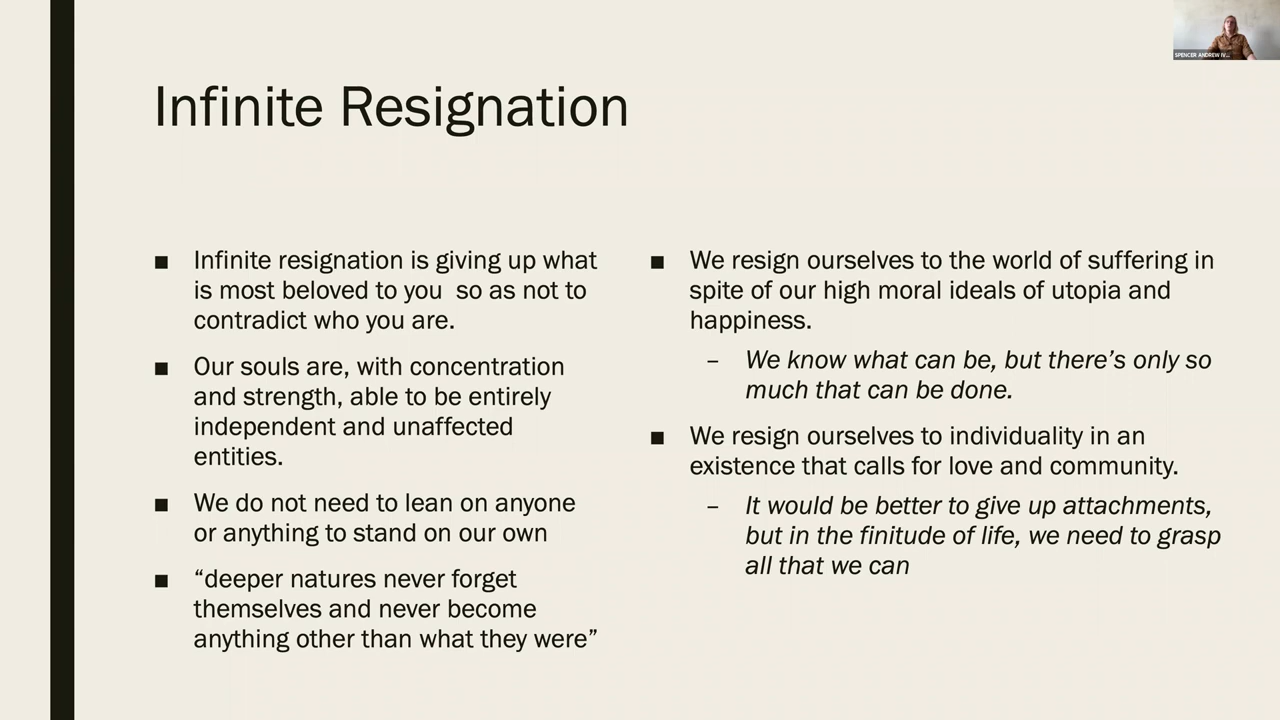 SPENCER ANDREW IV...
Infinite Resignation
■ Infinite resignation is giving up what
is most beloved to you  so as not to
contradict who you are.
■ Our souls are, with concentration
and strength, able to be entirely
independent and unaffected
entities.
■ We do not need to lean on anyone
or anything to stand on our own
■ “deeper natures never forget
themselves and never become
anything other than what they were”
■ We resign ourselves to the world of suffering in
spite of our high moral ideals of utopia and
happiness.
– We know what can be, but there’s only so
much that can be done.
■ We resign ourselves to individuality in an
existence that calls for love and community.
– It would be better to give up attachments,
but in the finitude of life, we need to grasp
all that we can